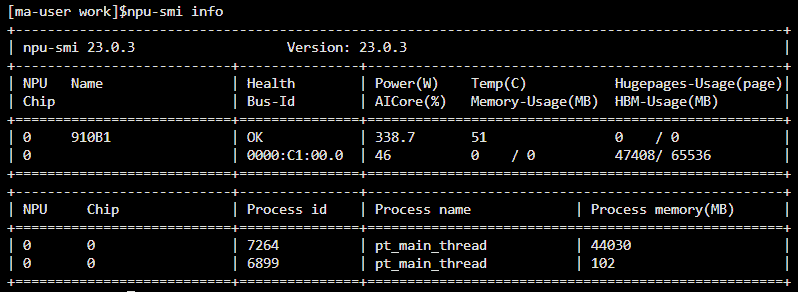 [ma-user work]$npu-smi info
+------------------------------------------------------------------------------------------------+
| npu-smi 23.0.3                   Version: 23.0.3                                               |
+---------------------------+---------------+----------------------------------------------------+
| NPU   Name                | Health        | Power(W)    Temp(C)           Hugepages-Usage(page)|
| Chip                      | Bus-Id        | AICore(%)   Memory-Usage(MB)  HBM-Usage(MB)        |
+===========================+===============+====================================================+
| 0     910B1               | OK            | 338.7       51                0    / 0             |
| 0                         | 0000:C1:00.0  | 46          0    / 0          47408/ 65536         |
+===========================+===============+====================================================+
+---------------------------+---------------+----------------------------------------------------+
| NPU     Chip              | Process id    | Process name             | Process memory(MB)      |
+===========================+===============+====================================================+
| 0       0                 | 7264          | pt_main_thread           | 44030                   |
| 0       0                 | 6899          | pt_main_thread           | 102                     |
+===========================+===============+====================================================+